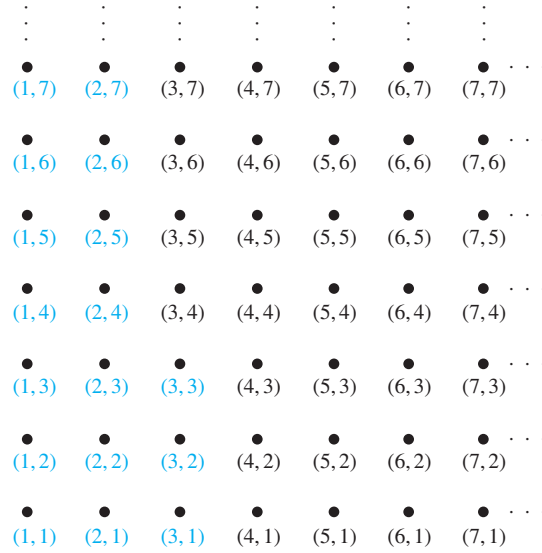 (1, 7) (2, 7) (3, 7) (4, 7) (5, 7) (6, 7) (7, 7)
(1, 6) (2, 6) (3, 6) (4, 6) (5, 6) (6, 6) (7, 6)
(1, 5) (2, 5) (3, 5) (4, 5) (5, 5) (6, 5) (7, 5)
(1, 4) (2, 4) (3, 4) (4, 4) (5, 4) (6, 4) (7, 4)
(1, 3) (2, 3) (3, 3) (4, 3) (5, 3) (6, 3) (7, 3)
(1, 2) (2, 2) (3, 2) (4, 2) (5, 2) (6, 2) (7, 2)
(1, 1) (2, 1) (3, 1) (4, 1) (5, 1) (6, 1) (7, 1)